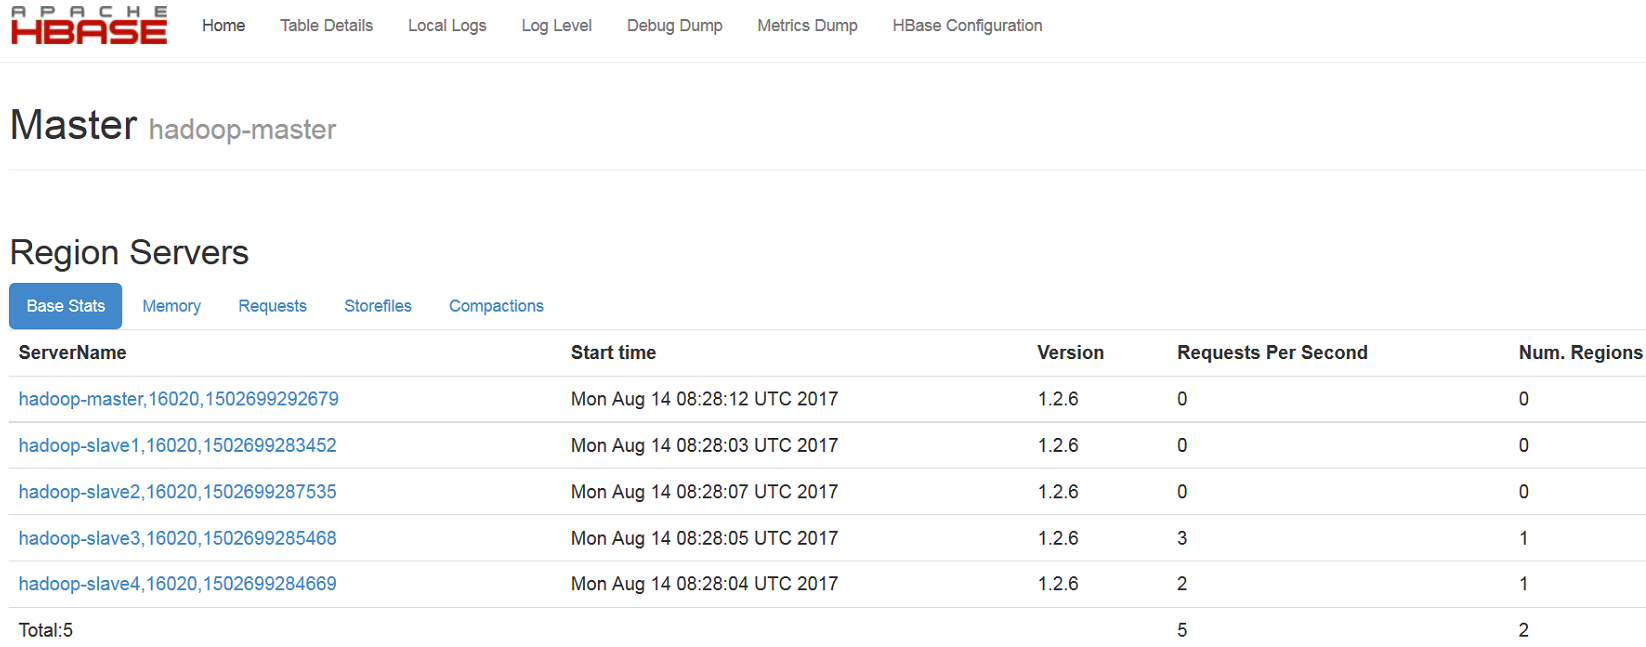 APACHE
HBASE
Home Table Details Local Logs Log Level Debug Dump Metrics Dump HBase Configuration
Master hadoop-master
Region Servers
Base Stats Memory Requests Storefiles Compactions
ServerName Start time Version Requests Per Second Num. Regions
hadoop-master,16020,1502699292679 Mon Aug 14 08:28:12 UTC 2017 1.2.6 0 0
hadoop-slave1,16020,1502699283452 Mon Aug 14 08:28:03 UTC 2017 1.2.6 0 0
hadoop-slave2,16020,1502699287535 Mon Aug 14 08:28:07 UTC 2017 1.2.6 0 0
hadoop-slave3,16020,1502699285468 Mon Aug 14 08:28:05 UTC 2017 1.2.6 3 1
hadoop-slave4,16020,1502699284669 Mon Aug 14 08:28:04 UTC 2017 1.2.6 2 1
Total:5 5 2